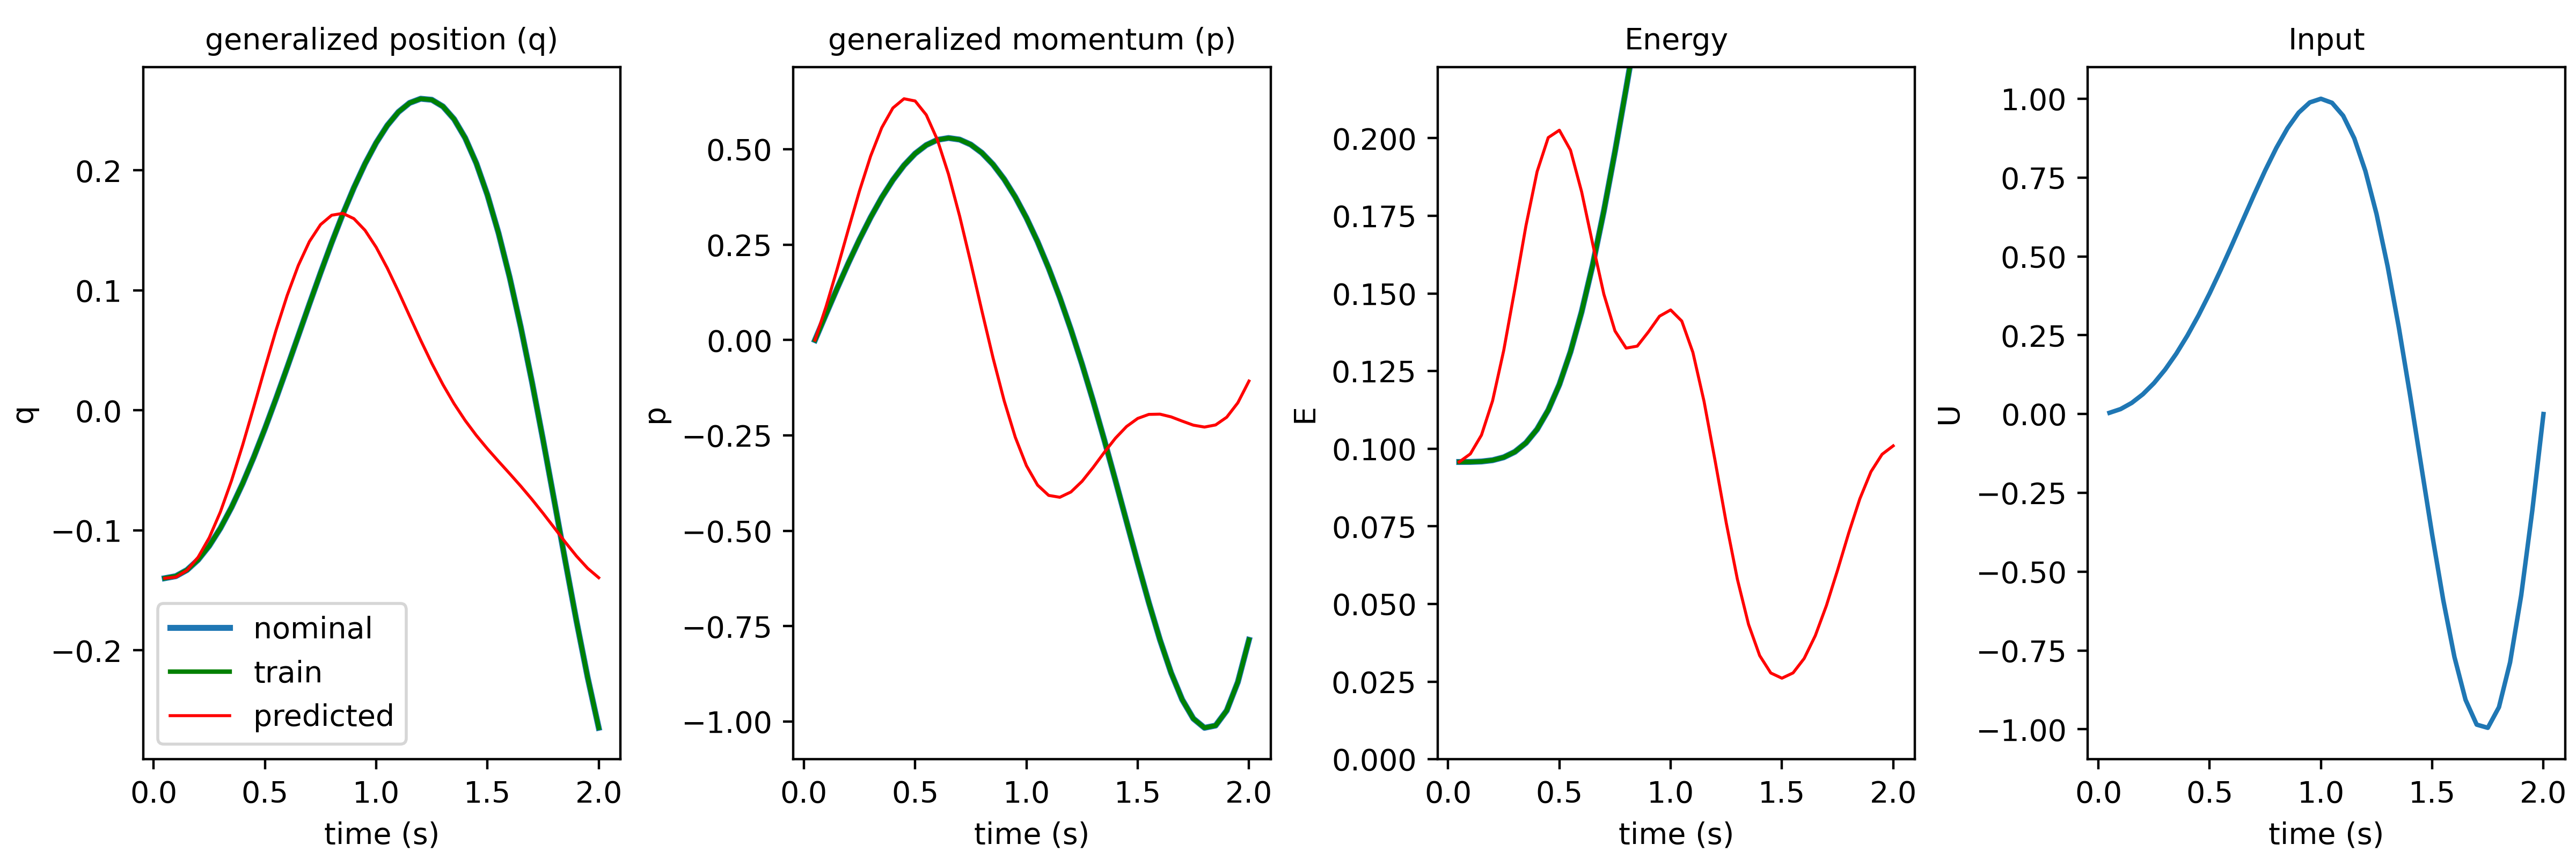 generalized position (q)
q
0.2
0.1
0.0
−0.1
−0.2
nominal
train
predicted
0.0 0.5 1.0 1.5 2.0
time (s)
generalized momentum (p)
p
0.50
0.25
0.00
−0.25
−0.50
−0.75
−1.00
0.0 0.5 1.0 1.5 2.0
time (s)
Energy
E
0.200
0.175
0.150
0.125
0.100
0.075
0.050
0.025
0.000
0.0 0.5 1.0 1.5 2.0
time (s)
Input
U
1.00
0.75
0.50
0.25
0.00
−0.25
−0.50
−0.75
−1.00
0.0 0.5 1.0 1.5 2.0
time (s)